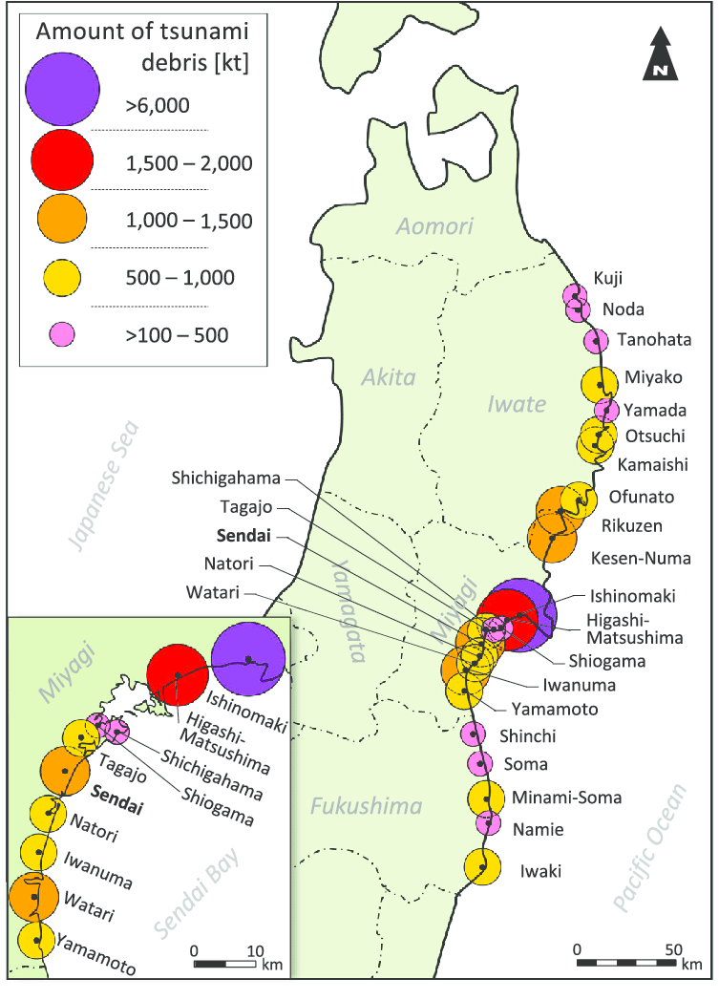 Amount of tsunami
debris [kt]
>6,000
1,500 – 2,000
1,000 – 1,500
500 – 1,000
>100 – 500
N
Aomori
Akita
Iwate
Yamagata
Miyagi
Fukushima
Japanese Sea
Pacific Ocean
Kuji
Noda
Tanohata
Miyako
Yamada
Otsuchi
Kamaishi
Ofunato
Rikuzen
Kesen-Numa
Ishinomaki
Higashi-
Matsushima
Shiogama
Iwanuma
Yamamoto
Shinchi
Soma
Minami-Soma
Namie
Iwaki
Shichigahama
Tagajo
Sendai
Natori
Watari
Miyagi
Ishinomaki
Higashi-
Matsushima
Shichigahama
Shiogama
Tagajo
Sendai
Natori
Iwanuma
Watari
Yamamoto
Sendai Bay
0 10
km
0 50
km